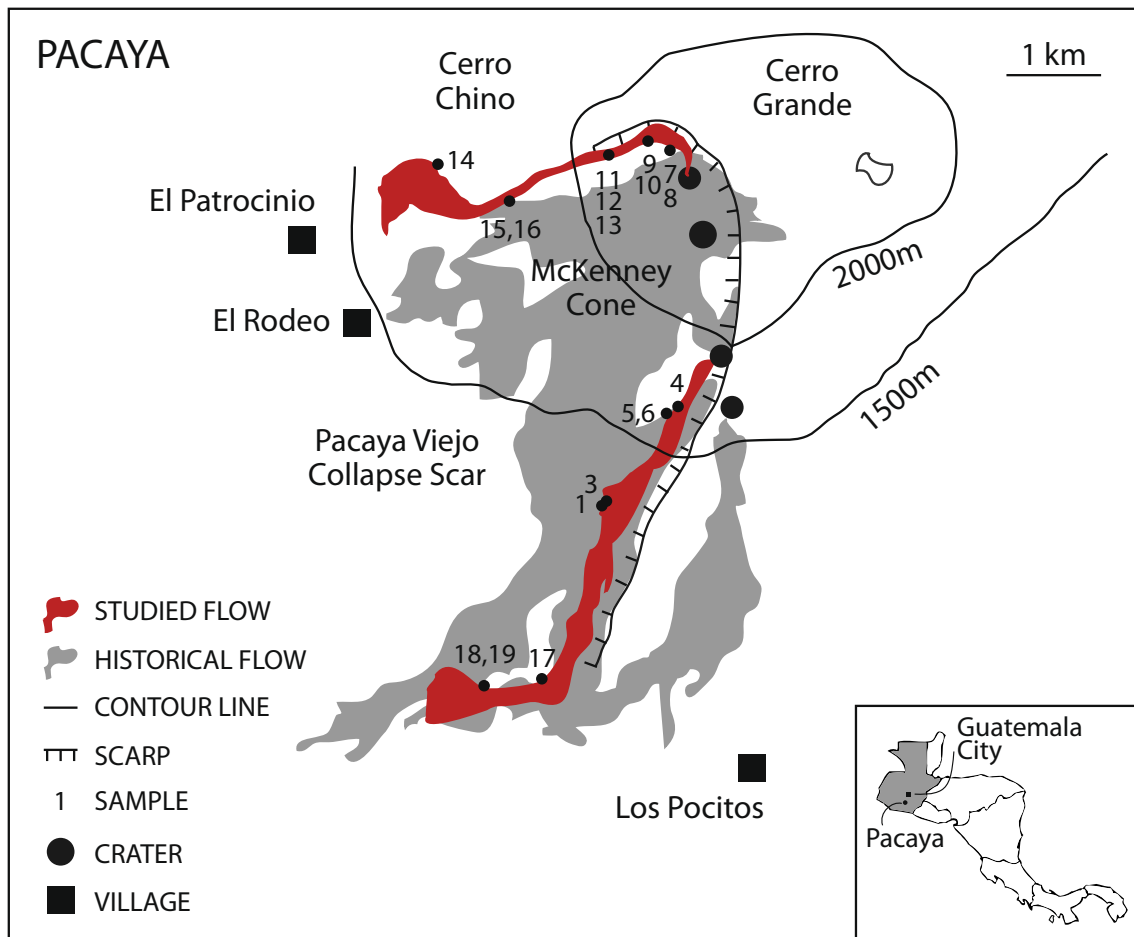 PACAYA
Cerro
Chino
Cerro
Grande
1 km
14
El Patrocinio
15,16
11
12
13
9
10
7
8
McKenney
Cone
2000m
El Rodeo
1500m
4
5,6
Pacaya Viejo
Collapse Scar
3
1
18,19
17
Los Pocitos
STUDIED FLOW
HISTORICAL FLOW
CONTOUR LINE
SCARP
1 SAMPLE
CRATER
VILLAGE
Guatemala
City
Pacaya